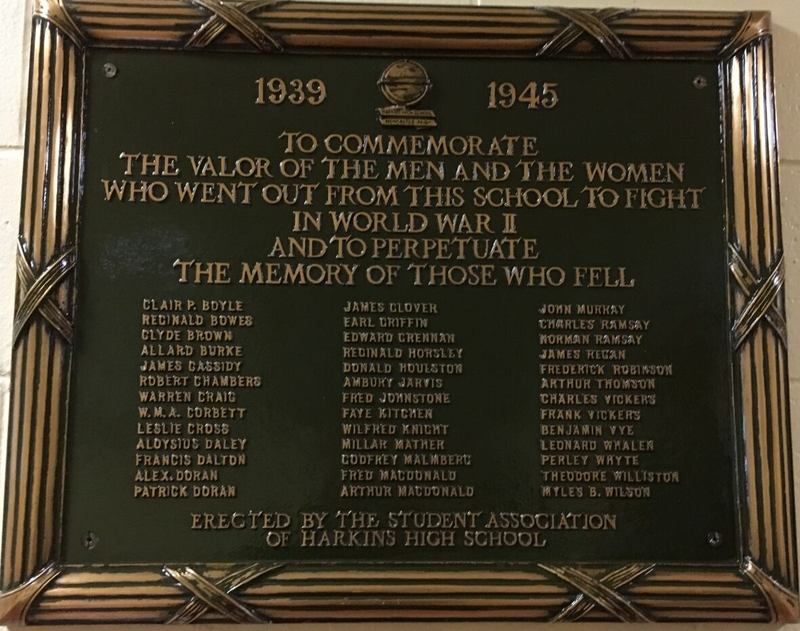 1939 1945
TO COMMEMORATE
THE VALOR OF THE MEN AND THE WOMEN
WHO WENT OUT FROM THIS SCHOOL TO FIGHT
IN WORLD WAR II
AND TO PERPETUATE
THE MEMORY OF THOSE WHO FELL
CLAIR P. BOYLE
REGINALD BOWES
CLYDE BROWN
ALLARD BURKE
JAMES CASSIDY
ROBERT CHAMBERS
WARREN CRAIG
W.M.A. CORBETT
LESLIE CROSS
ALOYSIUS DALEY
FRANCIS DALTON
ALEX. DORAN
PATRICK DORAN
JAMES GLOVER
EARL GRIFFIN
EDWARD GRENNAN
REGINALD HORSLEY
DONALD HOULSTON
AMBURY JARVIS
FRED JOHNSTONE
FAYE KITCHEN
WILFRED KNIGHT
MILLAR MATHER
GODFREY MALMBERG
FRED MACDONALD
ARTHUR MACDONALD
JOHN MURRAY
CHARLES RAMSAY
NORMAN RAMSAY
JAMES REGAN
FREDERICK ROBINSON
ARTHUR THOMSON
CHARLES VICKERS
FRANK VICKERS
BENJAMIN VYE
LEONARD WHALEN
PERLEY WHYTE
THEODORE WILLISTON
MYLES B. WILSON
ERECTED BY THE STUDENT ASSOCIATION
OF HARKINS HIGH SCHOOL